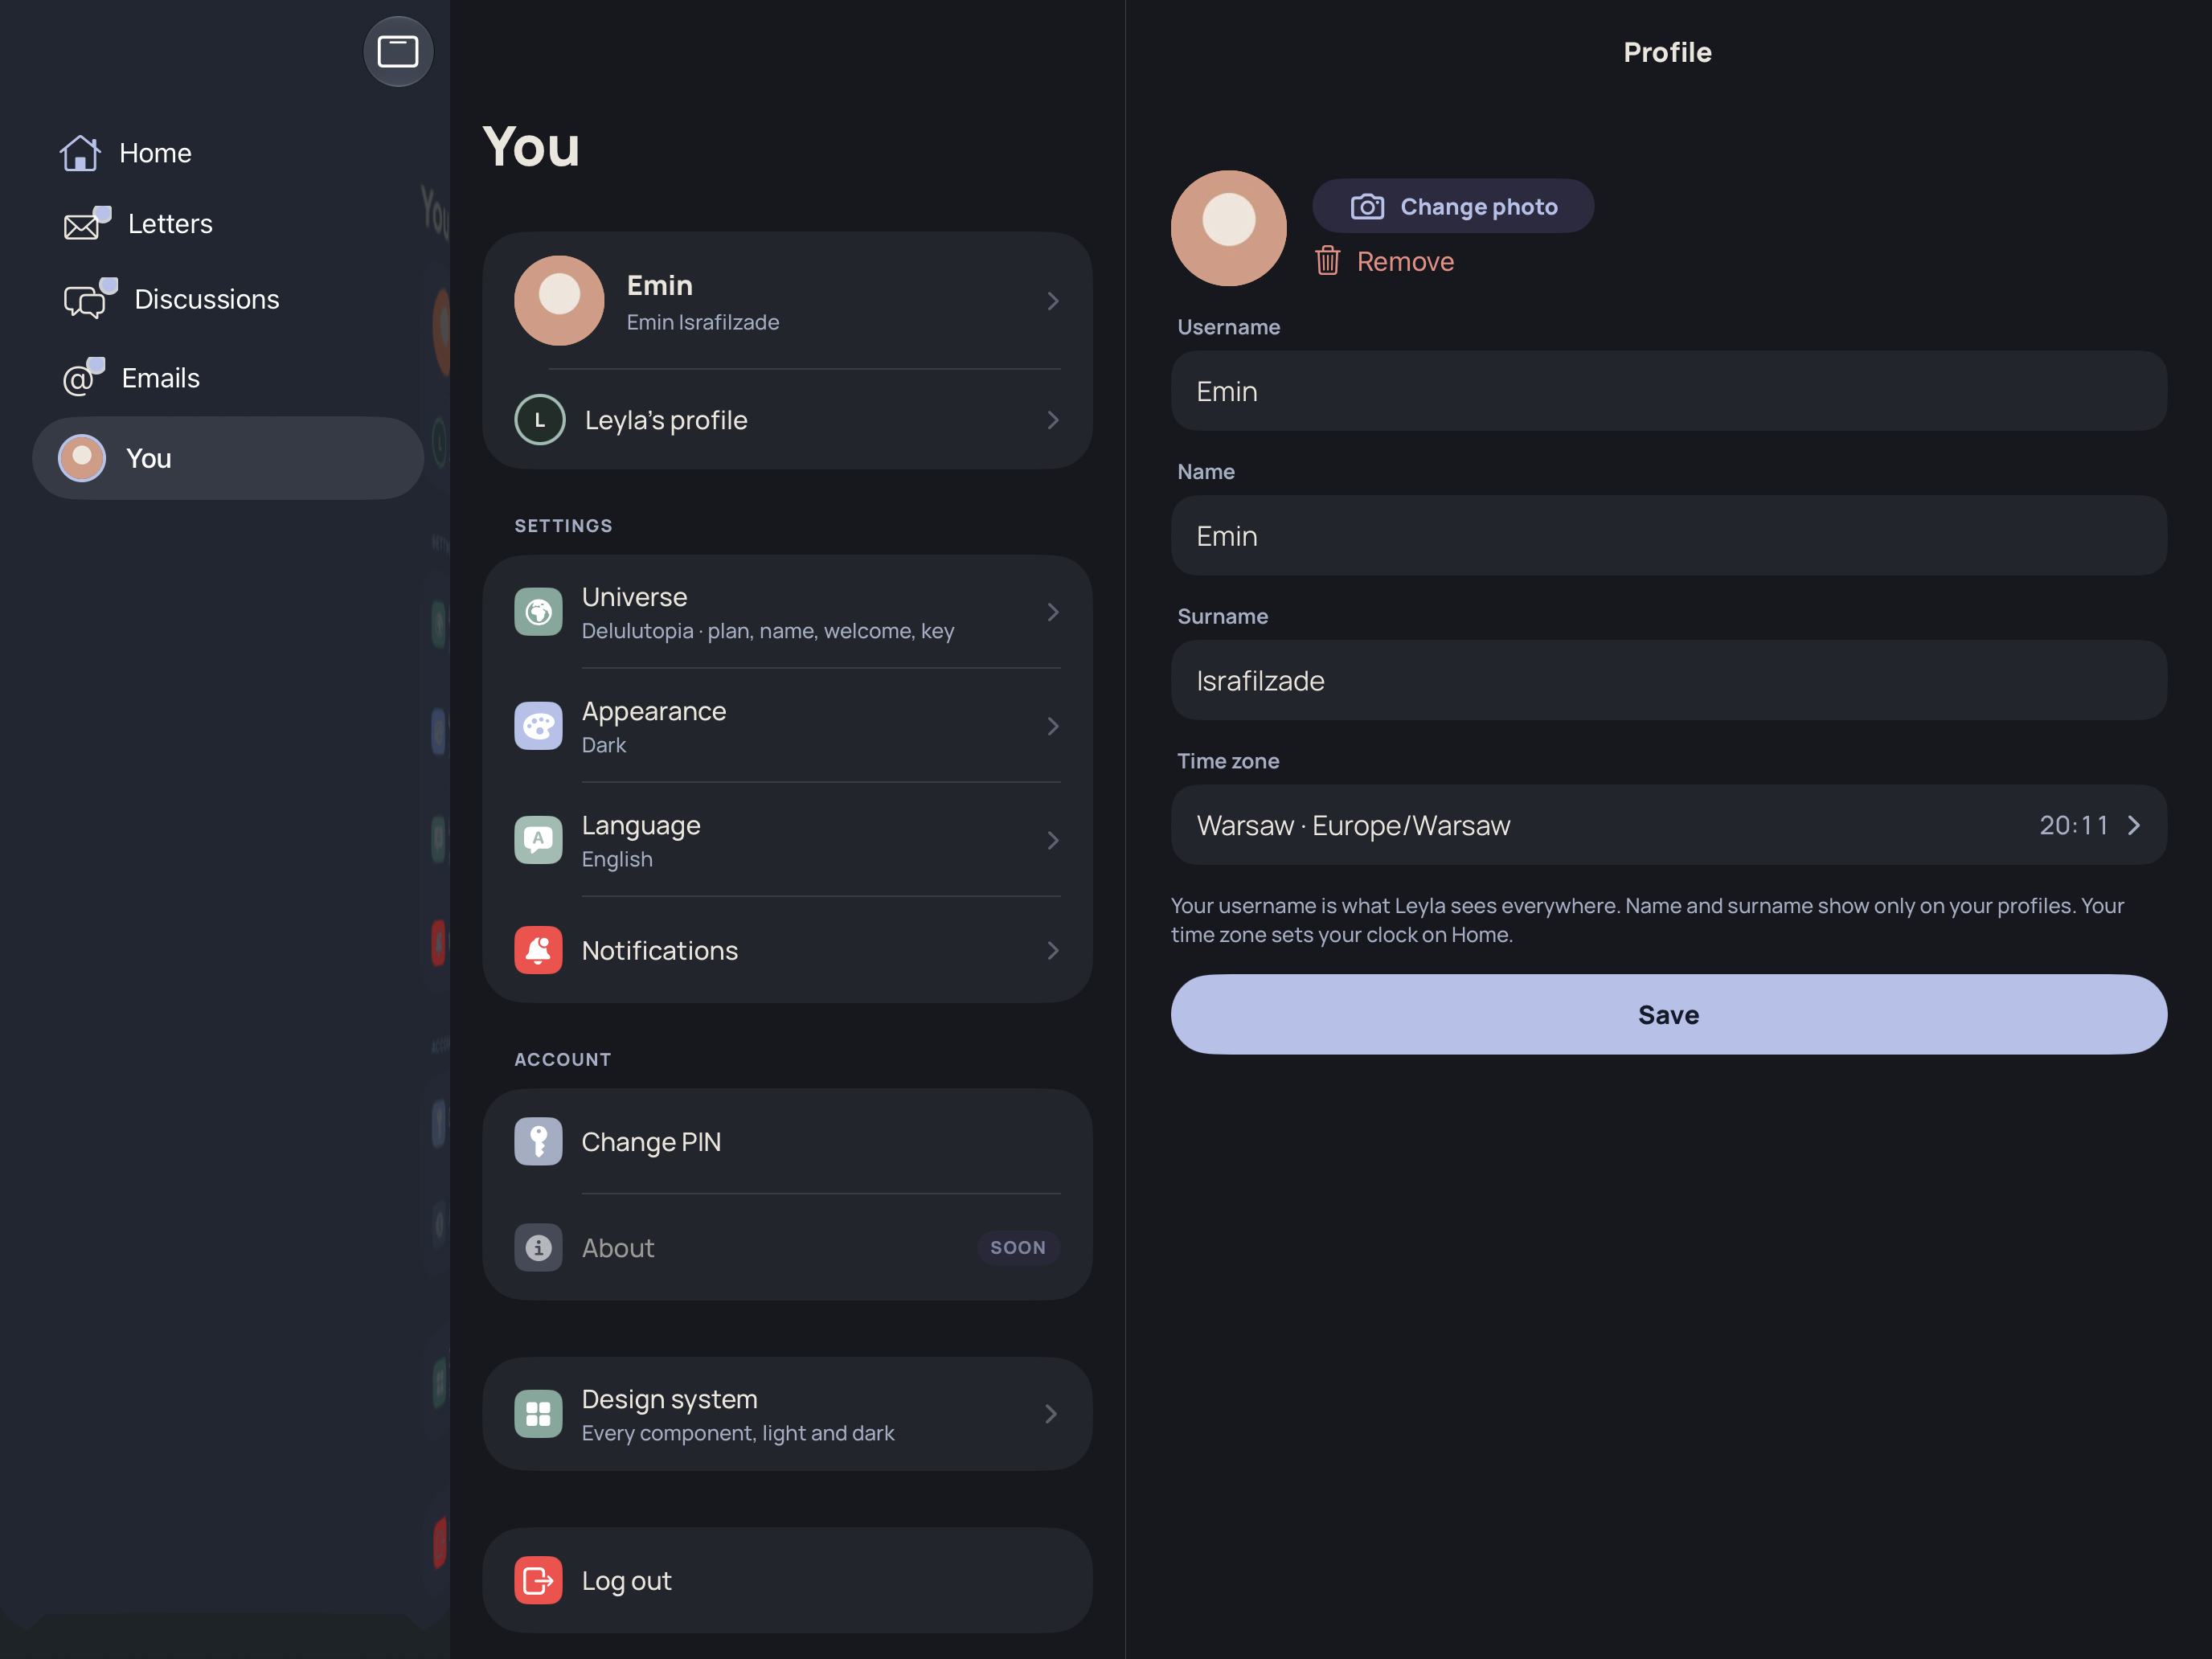 Home
Letters
Discussions
@ Emails
You
You
Emin
Emin Israfilzade
L Leyla's profile
SETTINGS
Universe
Delulutopia · plan, name, welcome, key
Appearance
Dark
A Language
English
Notifications
ACCOUNT
Change PIN
About SOON
Design system
Every component, light and dark
Log out
Profile
Change photo
Remove
Username
Emin
Name
Emin
Surname
Israfilzade
Time zone
Warsaw · Europe/Warsaw 20:11
Your username is what Leyla sees everywhere. Name and surname show only on your profiles. Your
time zone sets your clock on Home.
Save